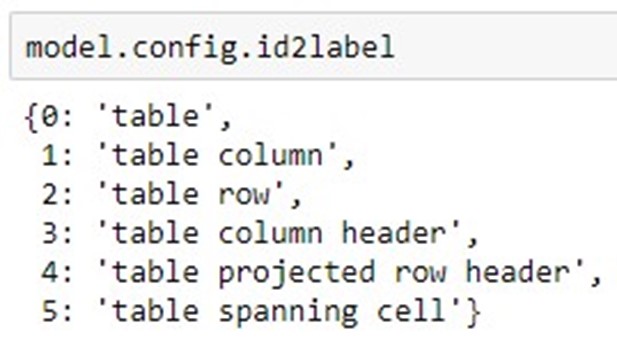 model.config.id2label
{0: 'table',
1: 'table column',
2: 'table row',
3: 'table column header',
4: 'table projected row header',
5: 'table spanning cell'}